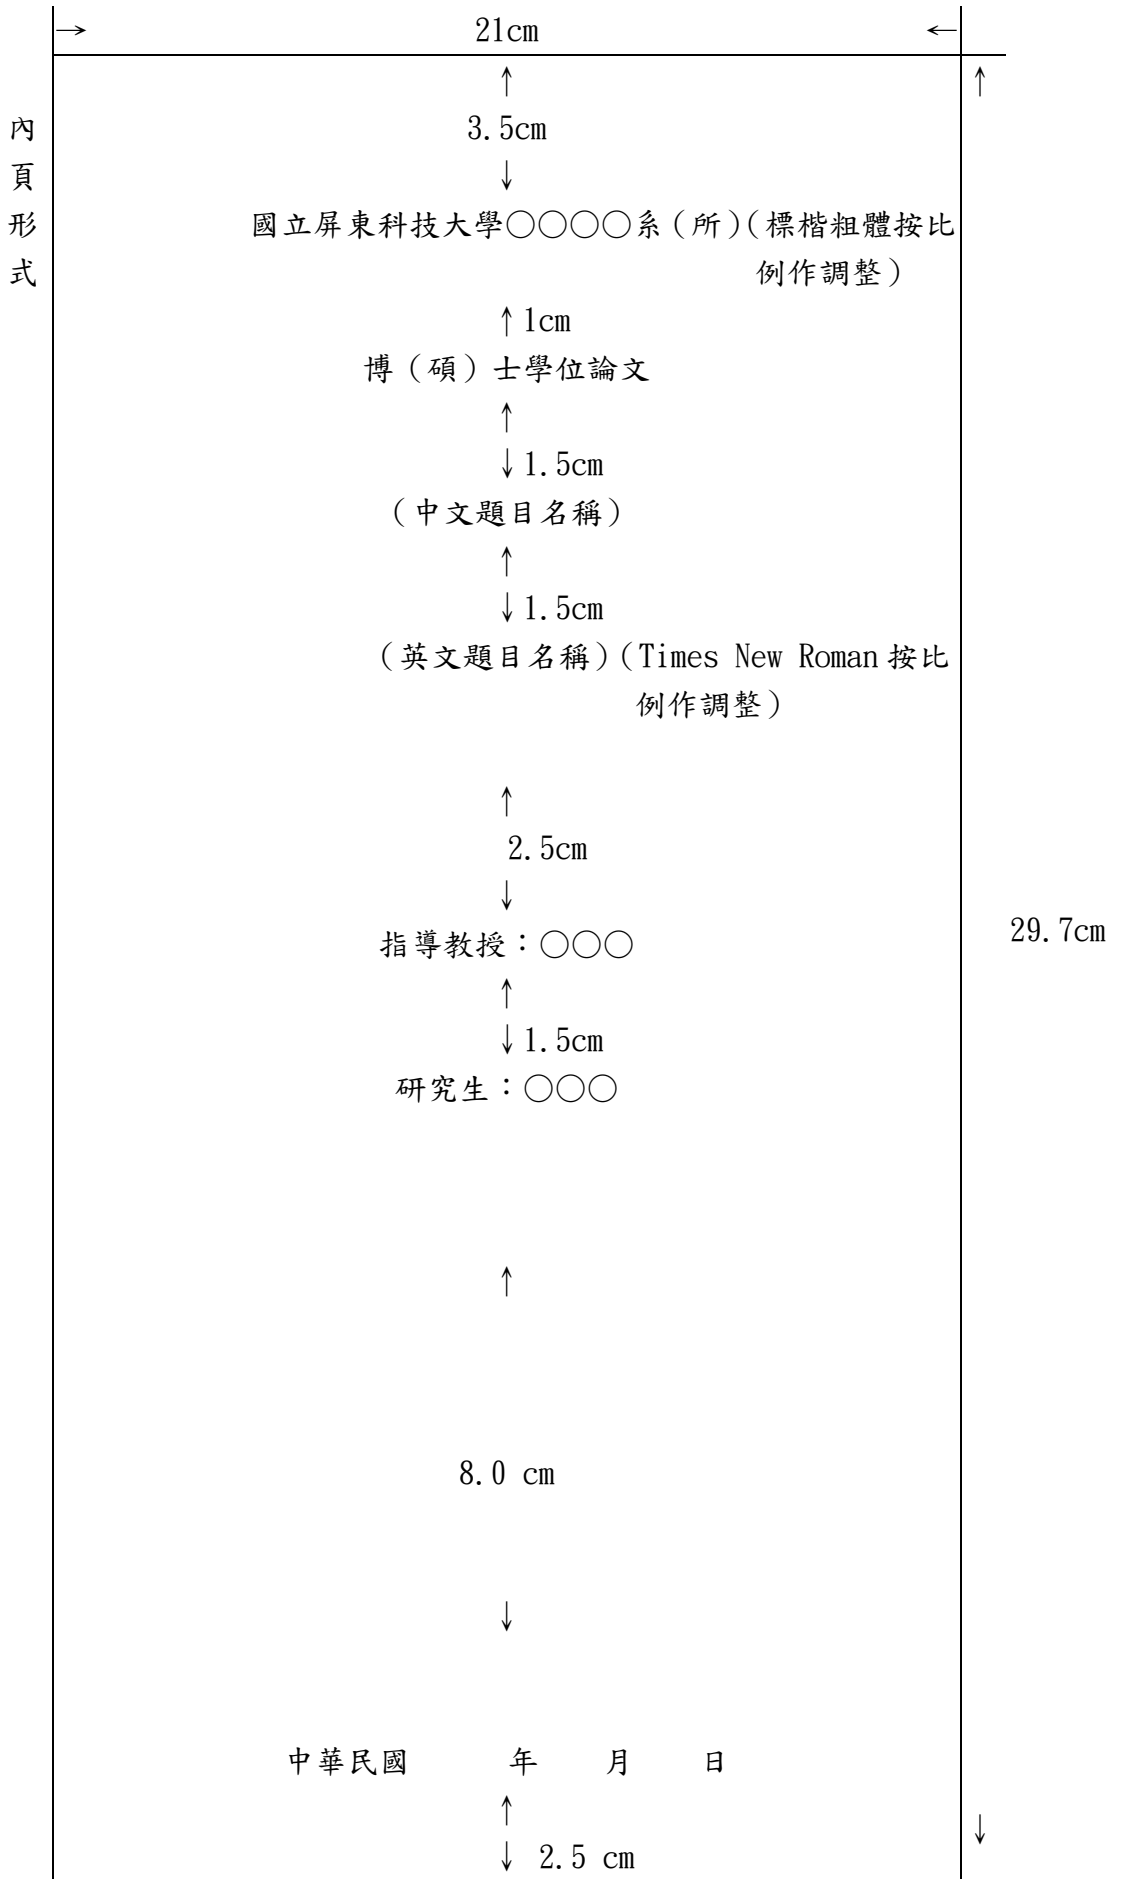 → 21cm ←
↑ ↑
內頁形式
3.5cm
↓
國立屏東科技大學○○○○系（所）（標楷粗體按比
例作調整）
↑1cm
博（碩）士學位論文
↑
↓1.5cm
（中文題目名稱）
↑
↓1.5cm
（英文題目名稱）（Times New Roman 按比
例作調整）
↑
2.5cm
↓
29.7cm
指導教授：○○○
↑
↓1.5cm
研究生：○○○
↑
8.0 cm
↓
中華民國 年 月 日
↑
↓
↓ 2.5 cm